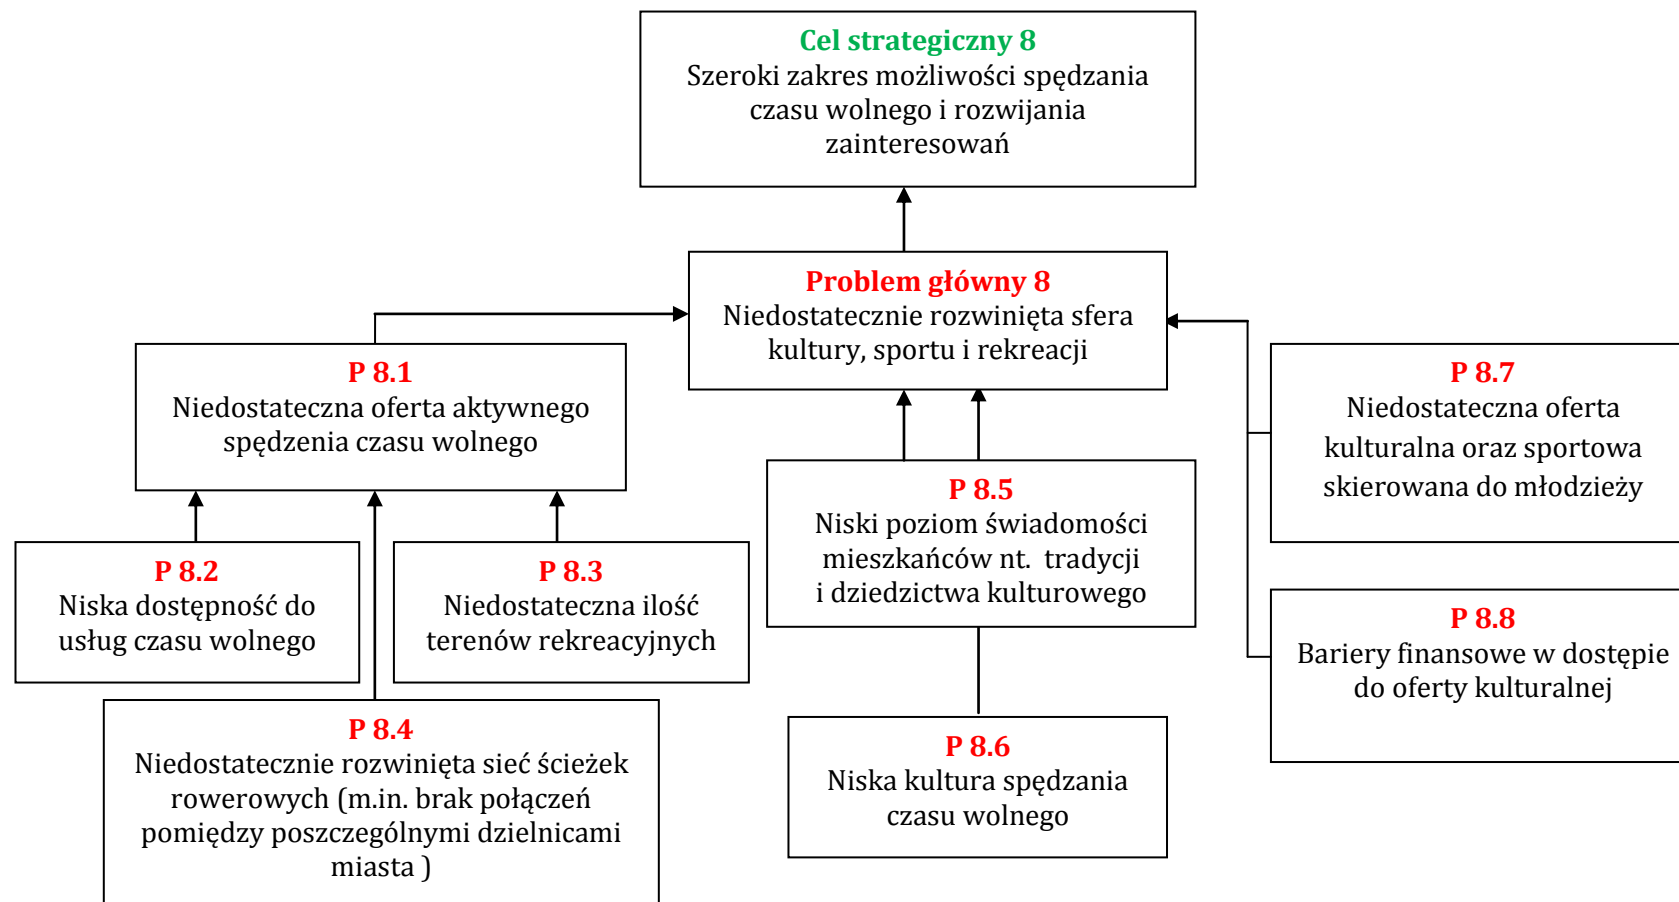 Cel strategiczny 8
Szeroki zakres możliwości spędzania
czasu wolnego i rozwijania
zainteresowań
Problem główny 8
Niedostatecznie rozwinięta sfera
kultury, sportu i rekreacji
P 8.1
Niedostateczna oferta aktywnego
spędzenia czasu wolnego
P 8.7
Niedostateczna oferta
kulturalna oraz sportowa
skierowana do młodzieży
P 8.5
Niski poziom świadomości
mieszkańców nt. tradycji
i dziedzictwa kulturowego
P 8.2
Niska dostępność do
usług czasu wolnego
P 8.3
Niedostateczna ilość
terenów rekreacyjnych
P 8.8
Bariery finansowe w dostępie
do oferty kulturalnej
P 8.4
Niedostatecznie rozwinięta sieć ścieżek
rowerowych (m.in. brak połączeń
pomiędzy poszczególnymi dzielnicami
miasta )
P 8.6
Niska kultura spędzania
czasu wolnego